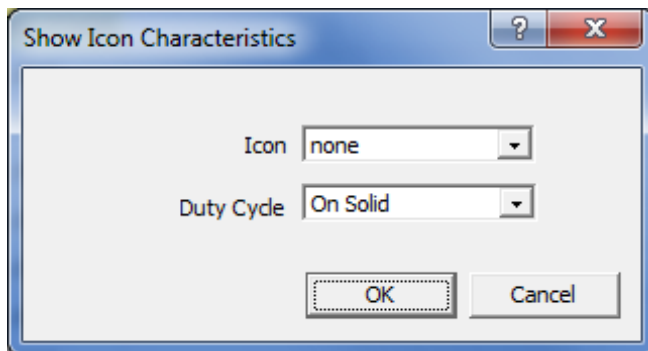 Show Icon Characteristics
?
X
Icon none
Duty Cycle On Solid
OK Cancel